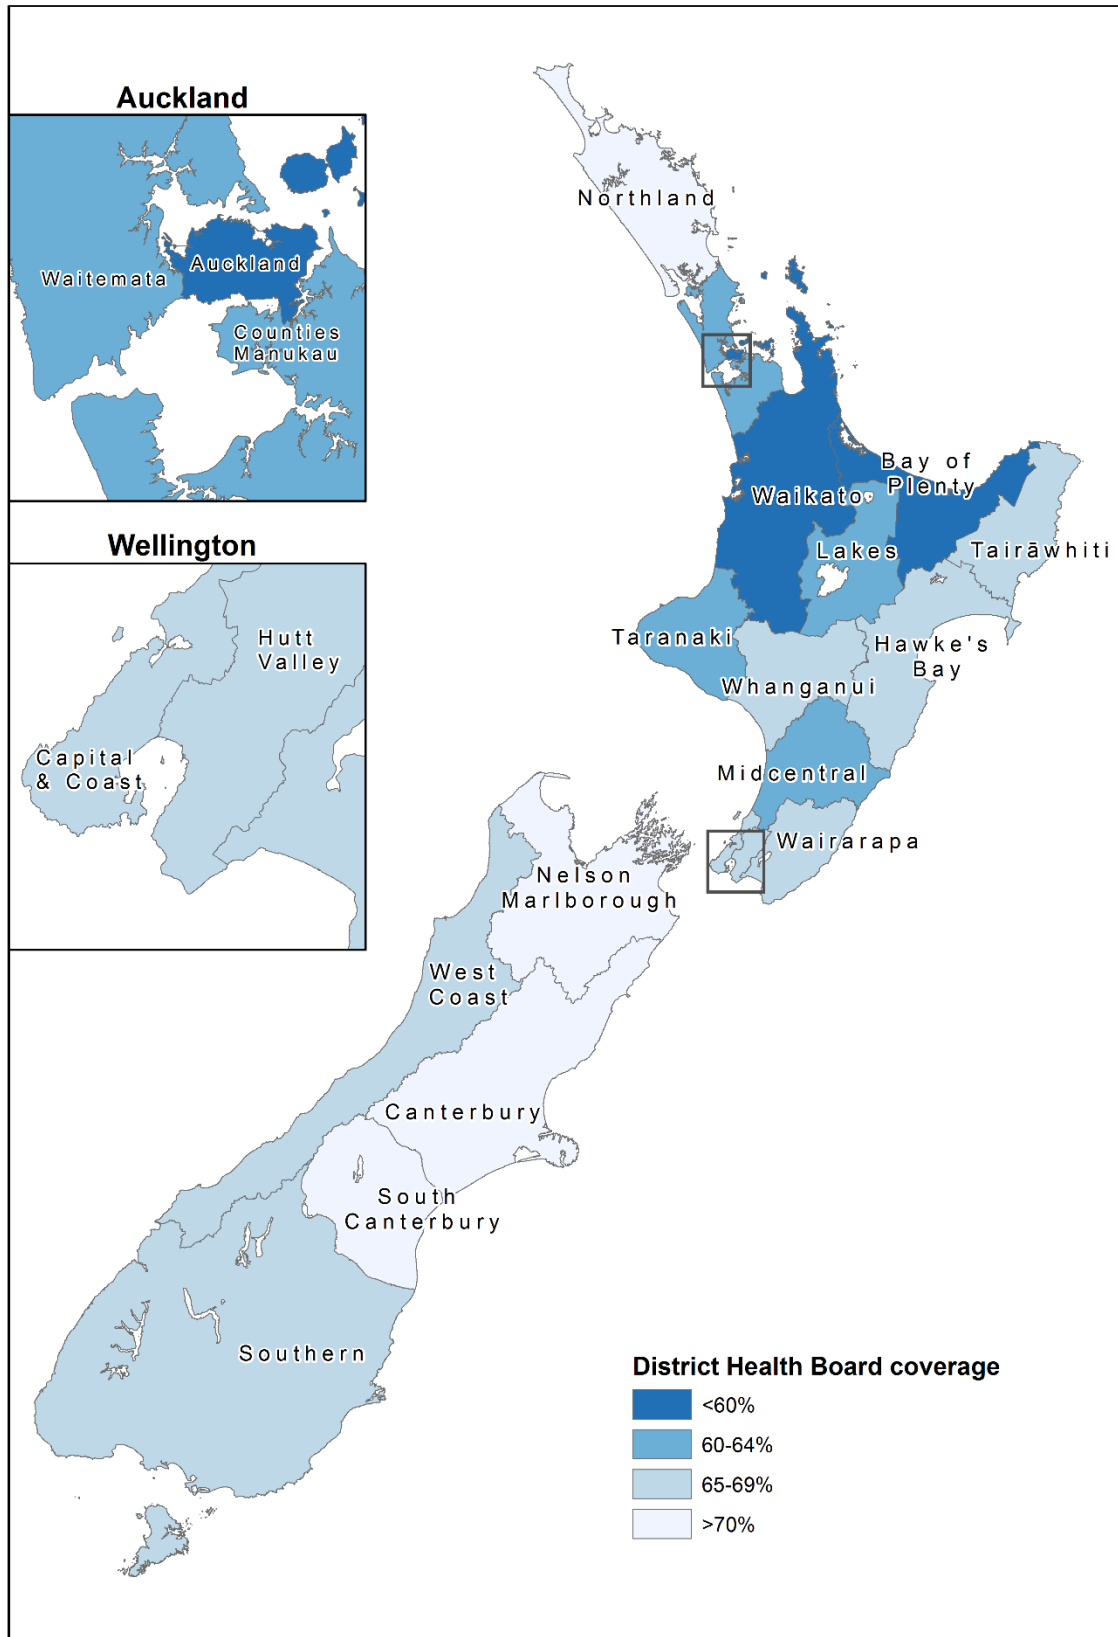 Auckland
Waitemata
Auckland
Counties
Manukau
Wellington
Hutt
Valley
Capital
& Coast
Northland
Bay of
Plenty
Waikato
Lakes
Tairāwhiti
Taranaki
Hawke's
Bay
Whanganui
Midcentral
Wairarapa
Nelson
Marlborough
West
Coast
Canterbury
South
Canterbury
Southern
District Health Board coverage
<60%
60-64%
65-69%
>70%